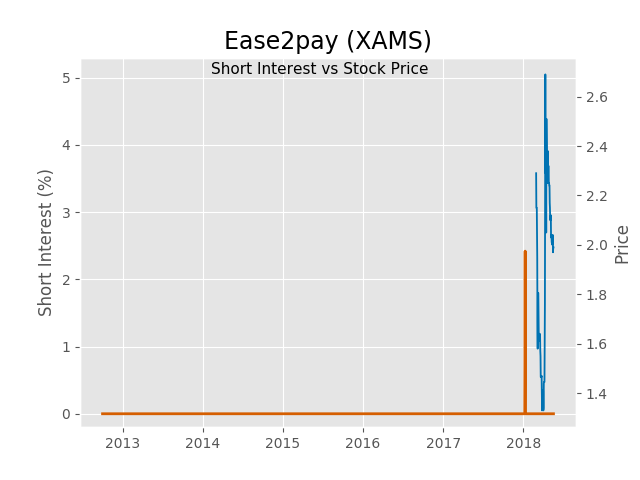 Ease2pay (XAMS)
Short Interest vs Stock Price
Short Interest (%)
5
4
3
2
1
0
2.6
2.4
2.2
2.0
1.8
1.6
1.4
Price
2013 2014 2015 2016 2017 2018